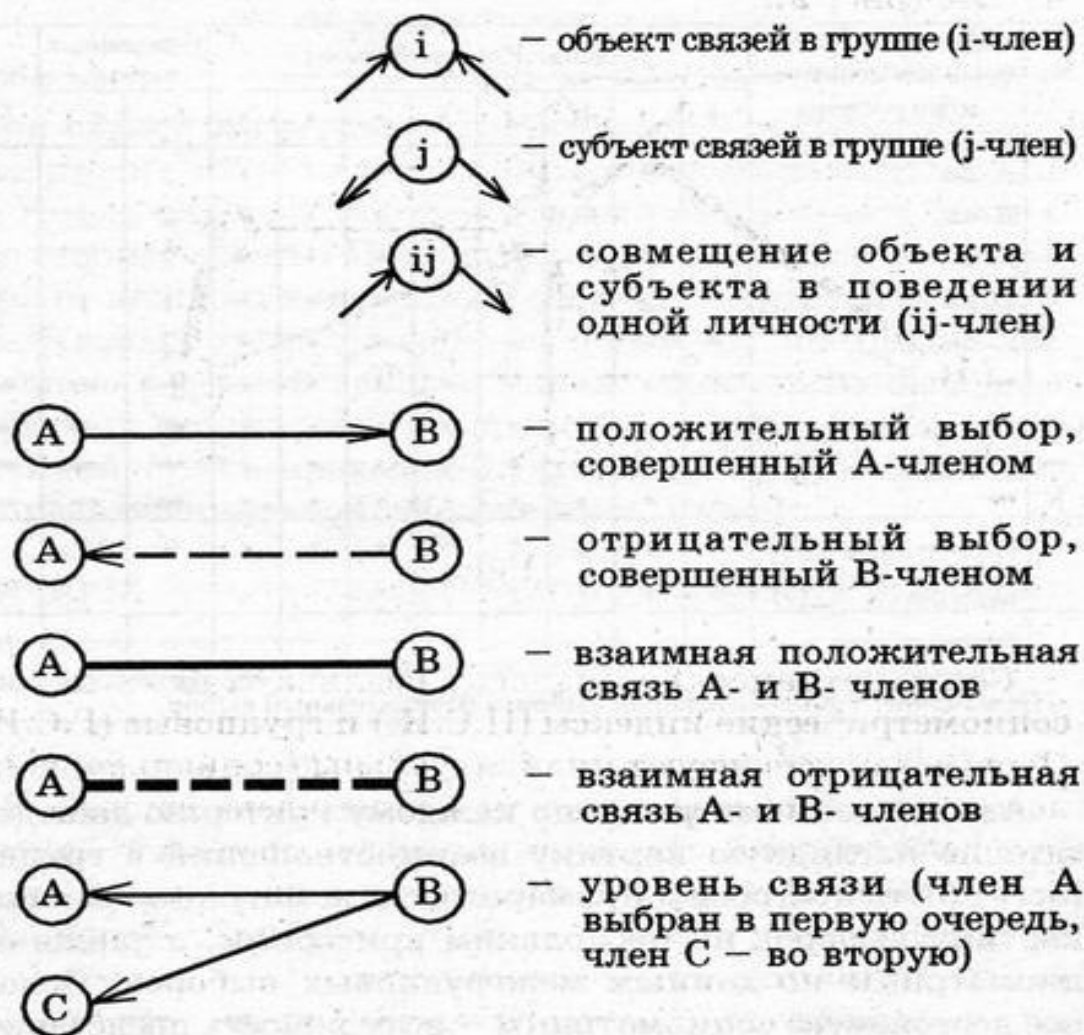 i – объект связей в группе (i-член)
j – субъект связей в группе (j-член)
ij – совмещение объекта и
субъекта в поведении
одной личности (ij-член)
A B – положительный выбор,
совершенный А-членом
A B – отрицательный выбор,
совершенный В-членом
A B – взаимная положительная
связь А- и В- членов
A B – взаимная отрицательная
связь А- и В- членов
A B – уровень связи (член А
выбран в первую очередь,
член С – во вторую)
C